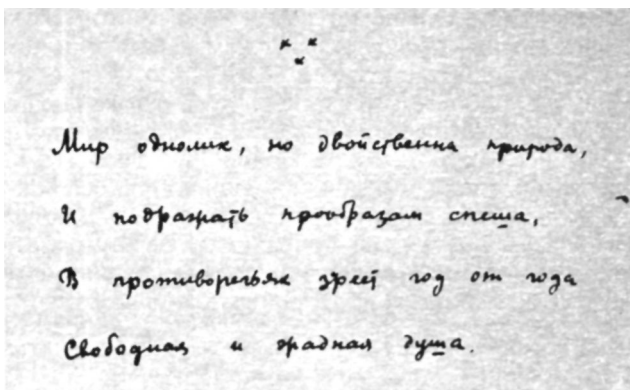 × × ×
Мир однолик, но двойственна природа,
И подражать прообразам спеша,
В противоречьях зреет год от года
Свободная и жадная душа.